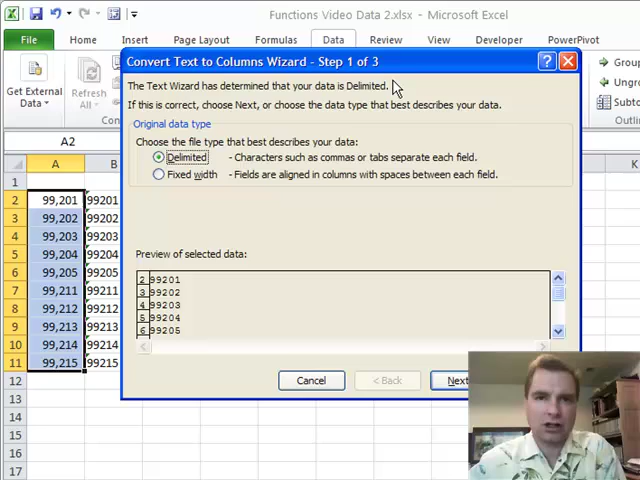 Functions Video Data 2.xlsx - Microsoft Excel
File Home Insert Page Layout Formulas Data Review View Developer PowerPivot
Get External Data
Refresh All
Group
Ungro
Subto
Outlin
A2
Convert Text to Columns Wizard - Step 1 of 3
The Text Wizard has determined that your data is Delimited.
If this is correct, choose Next, or choose the data type that best describes your data.
Original data type
Choose the file type that best describes your data:
Delimited - Characters such as commas or tabs separate each field.
Fixed width - Fields are aligned in columns with spaces between each field.
Preview of selected data:
2 99201
3 99202
4 99203
5 99204
6 99205
Cancel < Back Next
A B K
1
2 99,201 99201
3 99,202 99202
4 99,203 99203
5 99,204 99204
6 99,205 99205
7 99,211 99211
8 99,212 99212
9 99,213 99213
10 99,214 99214
11 99,215 99215
12
13
14
15
16
17